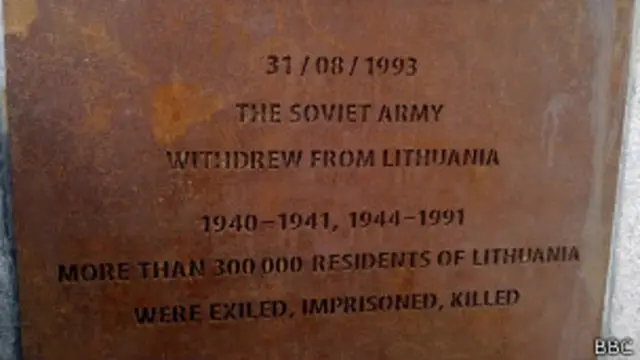 31/08/1993
THE SOVIET ARMY
WITHDREW FROM LITHUANIA
1940–1941, 1944–1991
MORE THAN 300 000 RESIDENTS OF LITHUANIA
WERE EXILED, IMPRISONED, KILLED
BBC